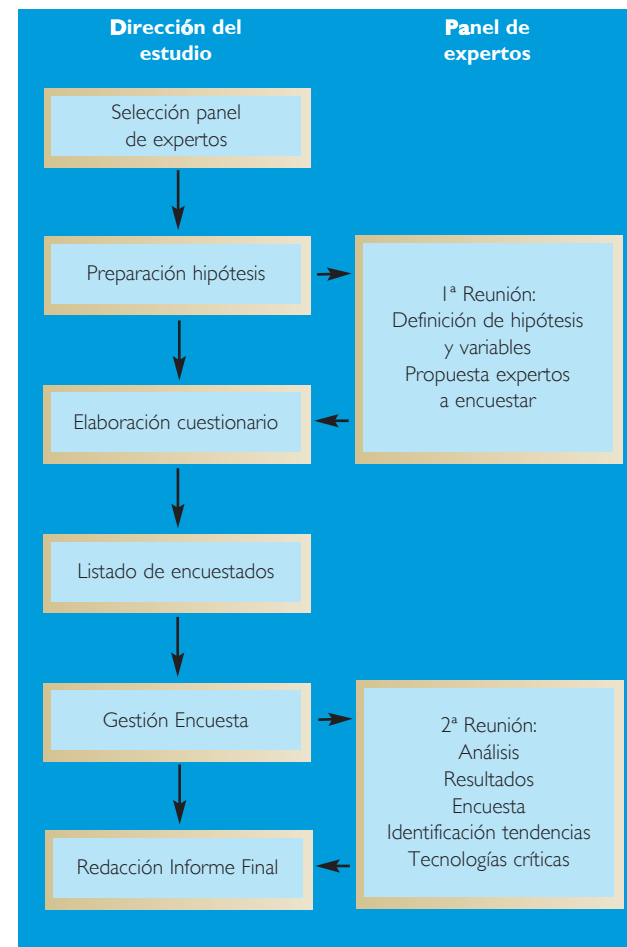 Dirección del
estudio
Panel de
expertos
Selección panel
de expertos
Preparación hipótesis
1ª Reunión:
Definición de hipótesis
y variables
Propuesta expertos
a encuestar
Elaboración cuestionario
Listado de encuestados
Gestión Encuesta
2ª Reunión:
Análisis
Resultados
Encuesta
Identificación tendencias
Tecnologías críticas
Redacción Informe Final